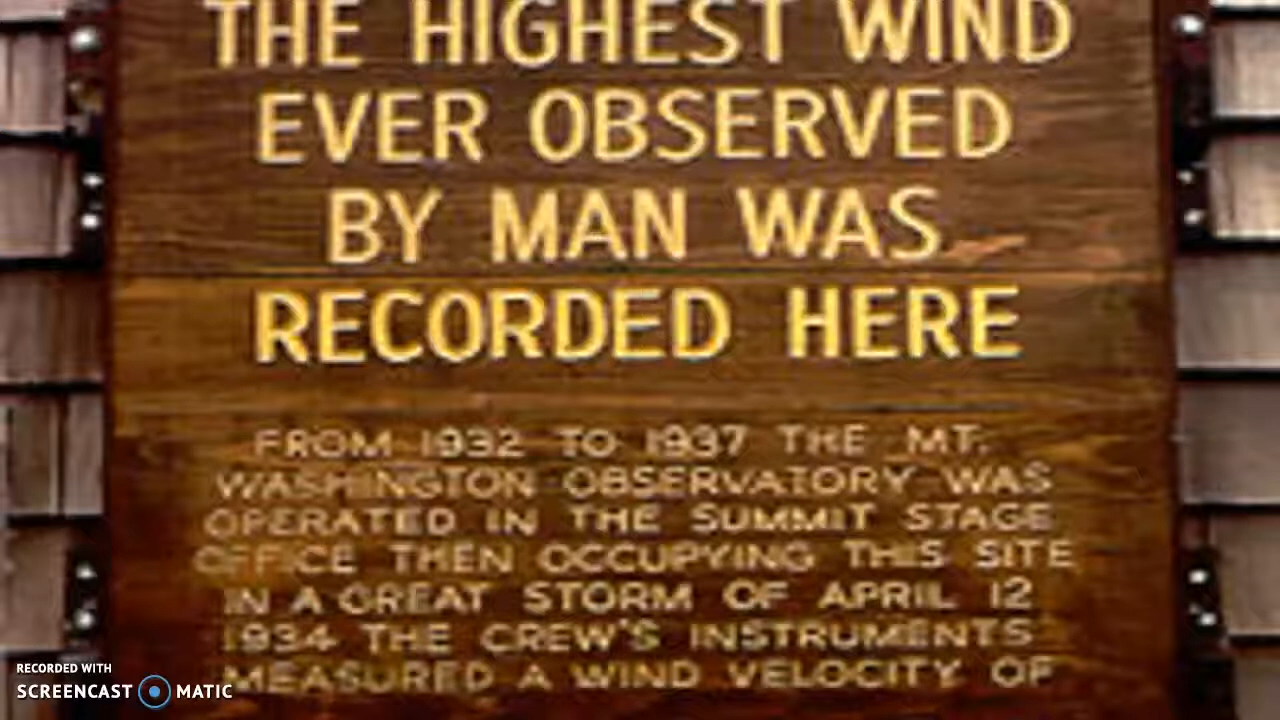 THE HIGHEST WIND
EVER OBSERVED
BY MAN WAS
RECORDED HERE
FROM 1932 TO 1937 THE MT.
WASHINGTON OBSERVATORY WAS
OPERATED IN THE SUMMIT STAGE
OFFICE THEN OCCUPYING THIS SITE
IN A GREAT STORM OF APRIL 12
1934 THE CREW'S INSTRUMENTS
MEASURED A WIND VELOCITY OF
RECORDED WITH
SCREENCAST MATIC